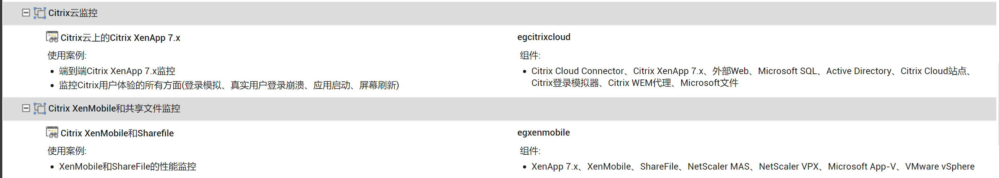 Citrix云监控
Citrix云上的Citrix XenApp 7.x
egcitrixcloud
使用案例:
组件:
端到端Citrix XenApp 7.x监控
监控Citrix用户体验的所有方面(登录模拟、真实用户登录崩溃、应用启动、屏幕刷新)
Citrix Cloud Connector、Citrix XenApp 7.x、外部Web、Microsoft SQL、Active Directory、Citrix Cloud站点、
Citrix登录模拟器、Citrix WEM代理、Microsoft文件
Citrix XenMobile和共享文件监控
Citrix XenMobile和Sharefile
egxenmobile
使用案例:
组件:
XenMobile和ShareFile的性能监控
XenApp 7.x、XenMobile、ShareFile、NetScaler MAS、NetScaler VPX、Microsoft App-V、VMware vSphere